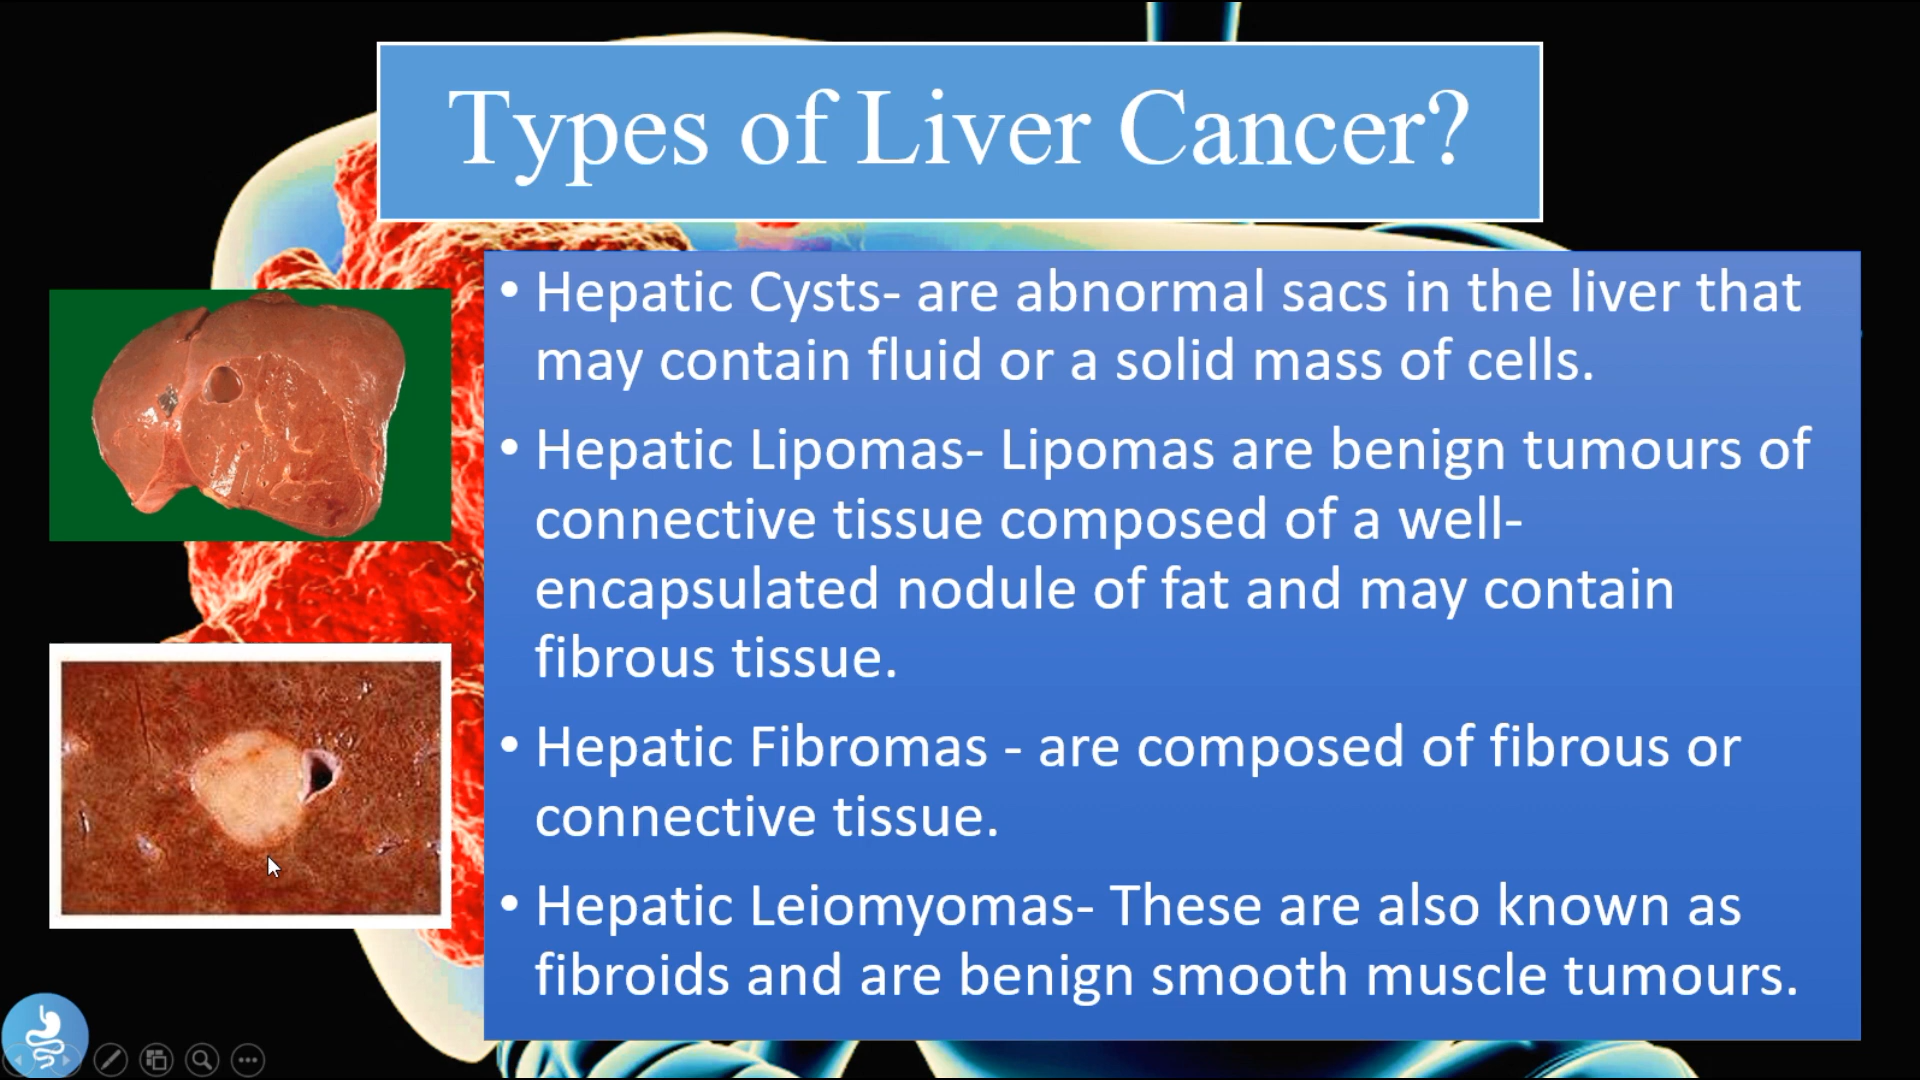 Types of Liver Cancer?
• Hepatic Cysts- are abnormal sacs in the liver that
may contain fluid or a solid mass of cells.
• Hepatic Lipomas- Lipomas are benign tumours of
connective tissue composed of a well-
encapsulated nodule of fat and may contain
fibrous tissue.
• Hepatic Fibromas - are composed of fibrous or
connective tissue.
• Hepatic Leiomyomas- These are also known as
fibroids and are benign smooth muscle tumours.